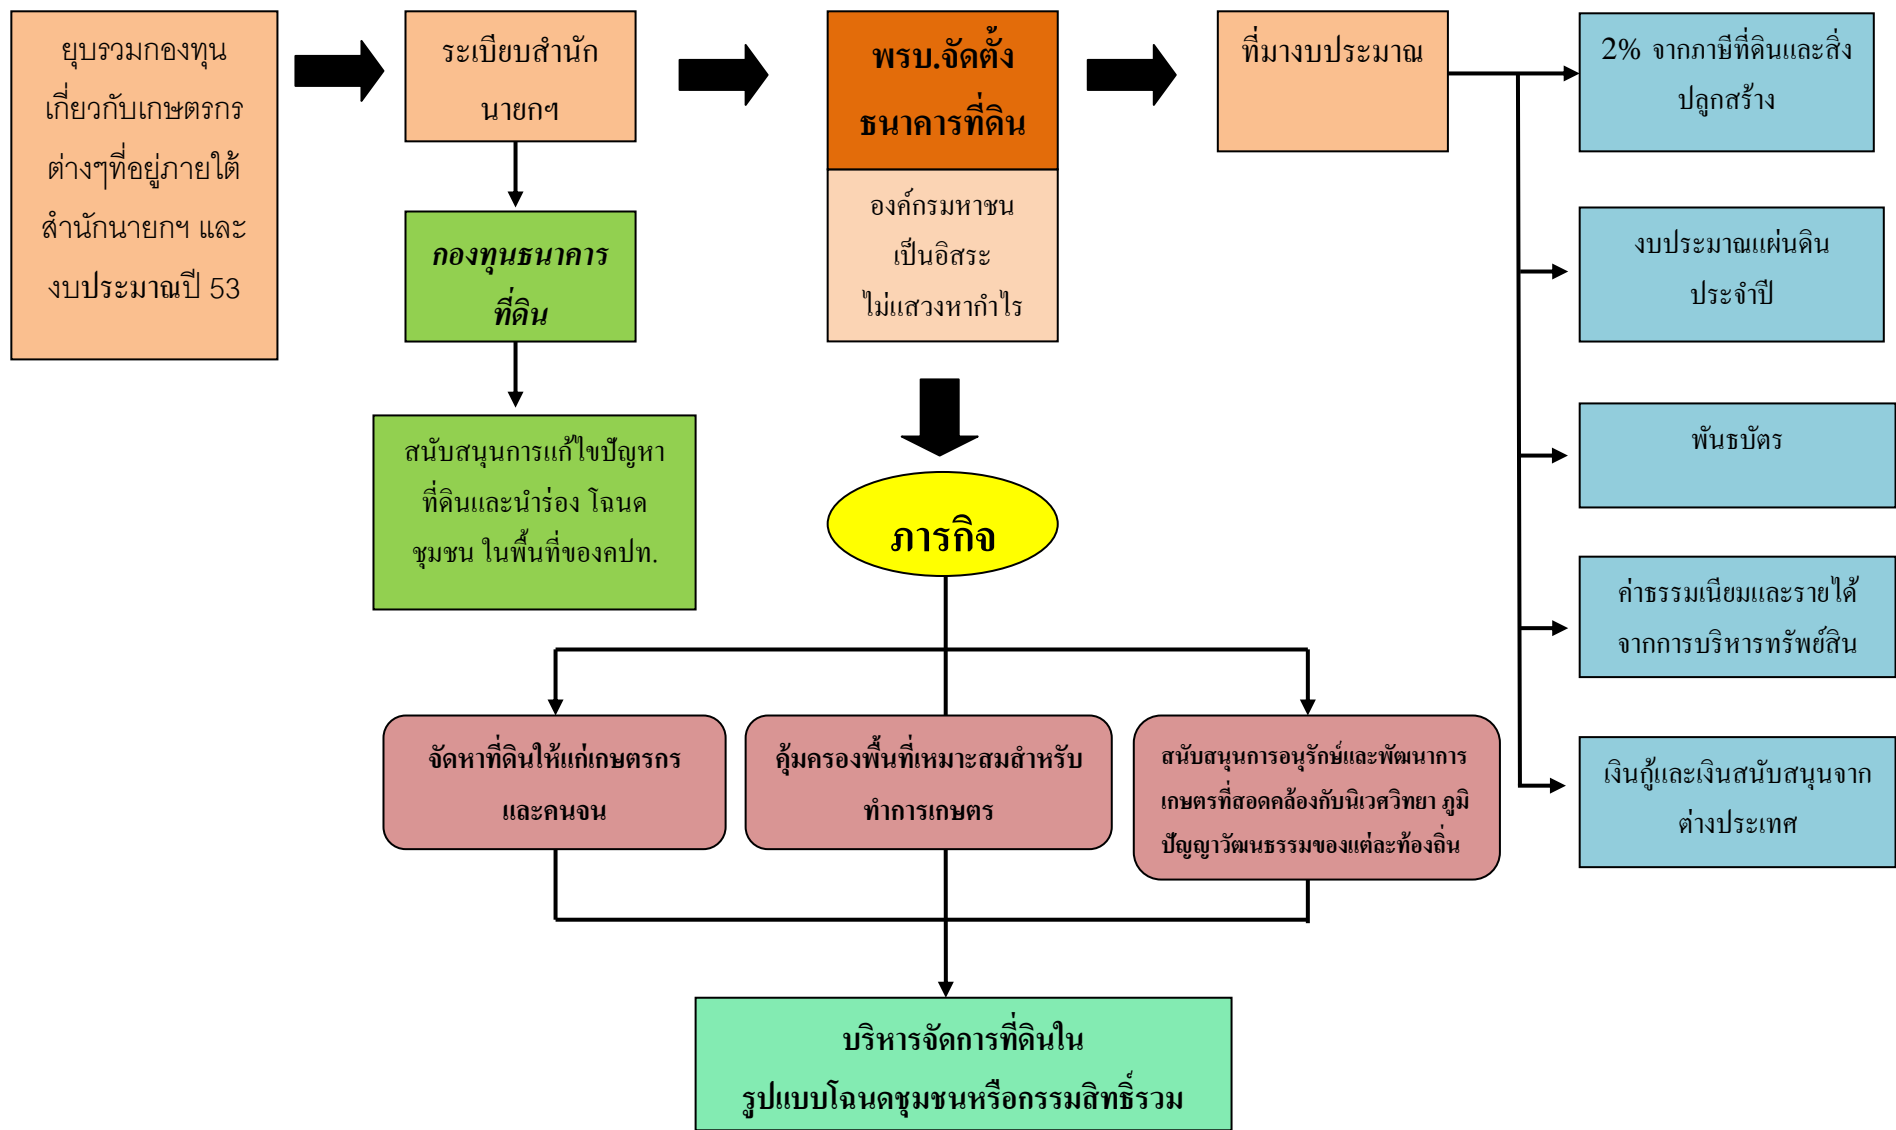 ยุบรวมกองทุน
เกี่ยวกับเกษตรกร
ต่างๆที่อยู่ภายใต้
สำนักนายกฯ และ
งบประมาณปี 53
ระเบียบสำนัก
นายกฯ
กองทุนธนาคาร
ที่ดิน
สนับสนุนการแก้ไขปัญหา
ที่ดินและนำร่อง โฉนด
ชุมชน ในพื้นที่ของคปท.
พรบ.จัดตั้ง
ธนาคารที่ดิน
องค์กรมหาชน
เป็นอิสระ
ไม่แสวงหากำไร
ที่มางบประมาณ
2% จากภาษีที่ดินและสิ่ง
ปลูกสร้าง
งบประมาณแผ่นดิน
ประจำปี
พันธบัตร
ค่าธรรมเนียมและรายได้
จากการบริหารทรัพย์สิน
เงินกู้และเงินสนับสนุนจาก
ต่างประเทศ
ภารกิจ
จัดหาที่ดินให้แก่เกษตรกร
และคนจน
คุ้มครองพื้นที่เหมาะสมสำหรับ
ทำการเกษตร
สนับสนุนการอนุรักษ์และพัฒนาการ
เกษตรที่สอดคล้องกับนิเวศวิทยา ภูมิ
ปัญญาวัฒนธรรมของแต่ละท้องถิ่น
บริหารจัดการที่ดินใน
รูปแบบโฉนดชุมชนหรือกรรมสิทธิ์รวม